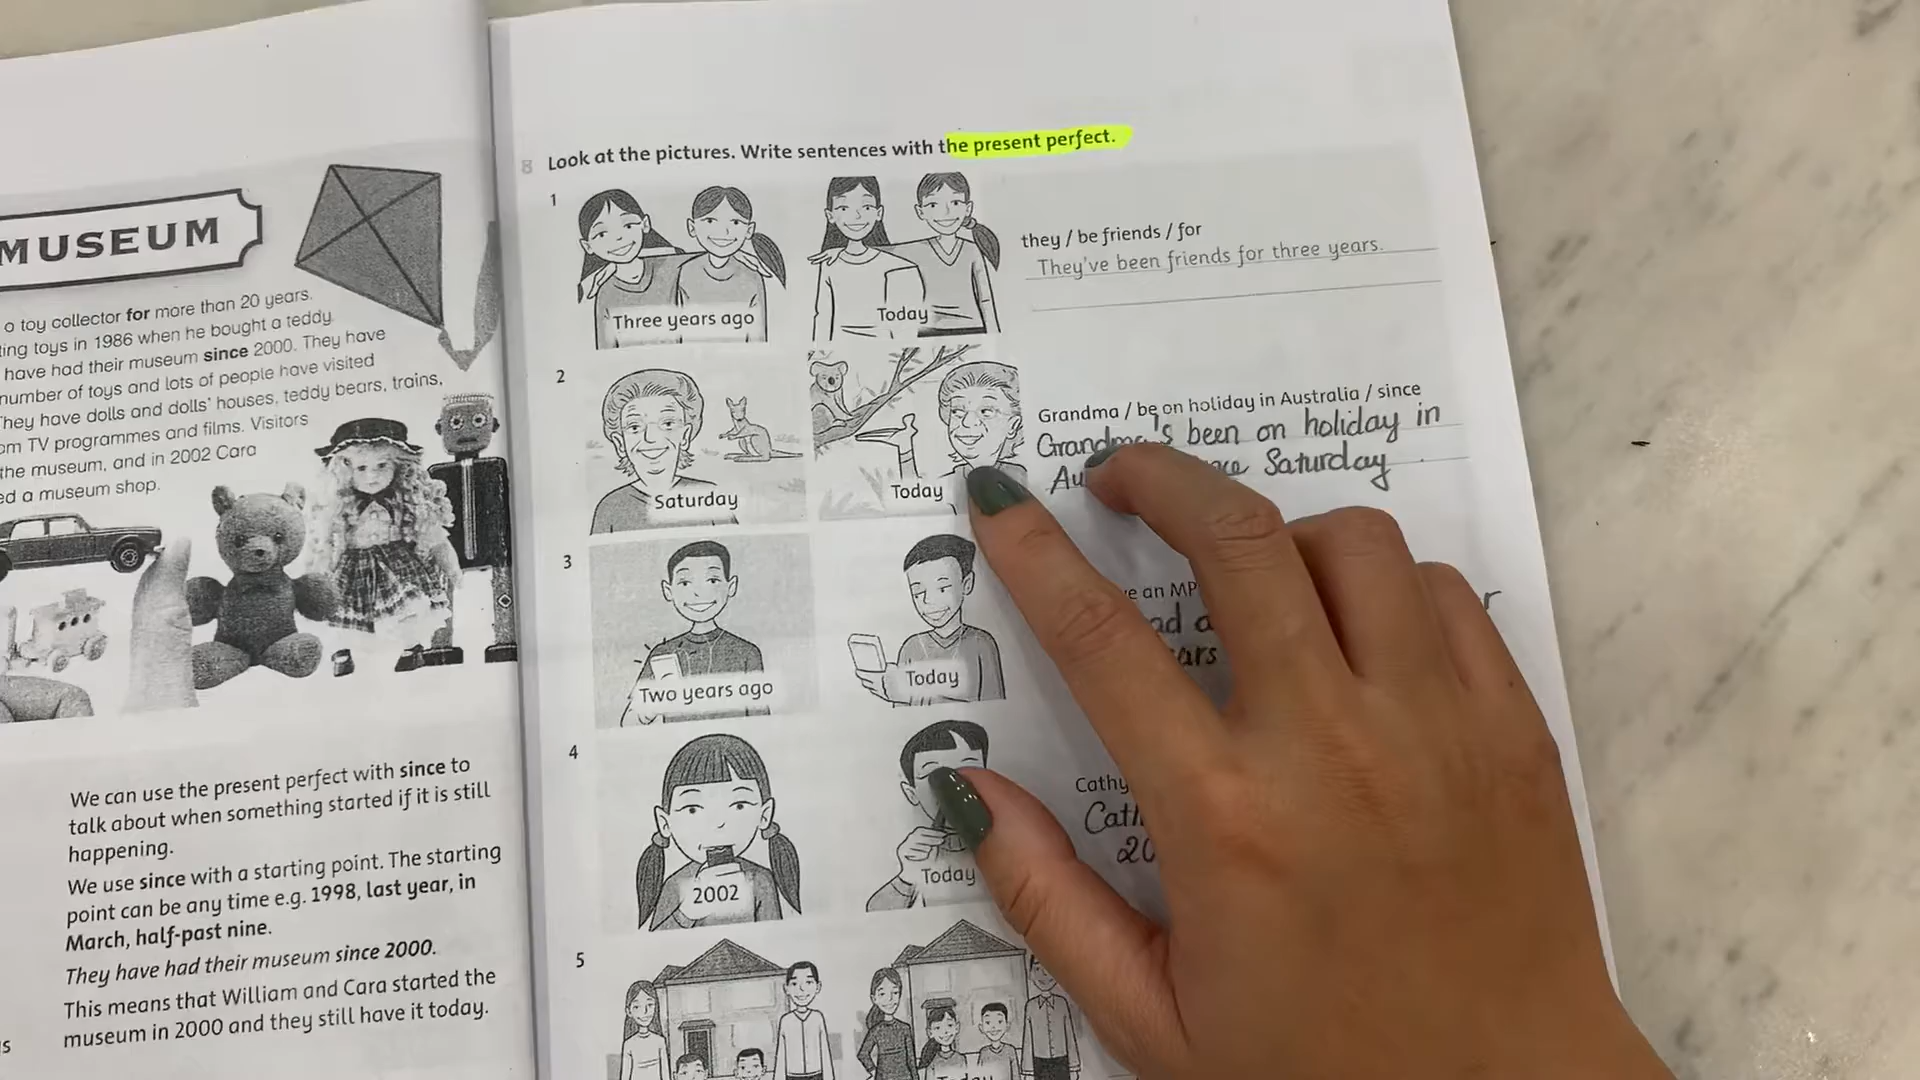 MUSEUM
a toy collector for more than 20 years.
ting toys in 1986 when he bought a teddy
have had their museum since 2000. They have
number of toys and lots of people have visited
They have dolls and dolls' houses, teddy bears, trains,
om TV programmes and films. Visitors
the museum, and in 2002 Cara
ed a museum shop.
We can use the present perfect with since to
talk about when something started if it is still
happening.
We use since with a starting point. The starting
point can be any time e.g. 1998, last year, in
March, half-past nine.
They have had their museum since 2000.
This means that William and Cara started the
museum in 2000 and they still have it today.
8 Look at the pictures. Write sentences with the present perfect.
1
Three years ago
Today
they / be friends / for
They've been friends for three years.
2
Saturday
Today
Grandma / be on holiday in Australia / since
Grandma's been on holiday in
Saturday
3
Two years ago
Today
an MP
ad a
ars
4
2002
Today
Cathy
20
5
Today